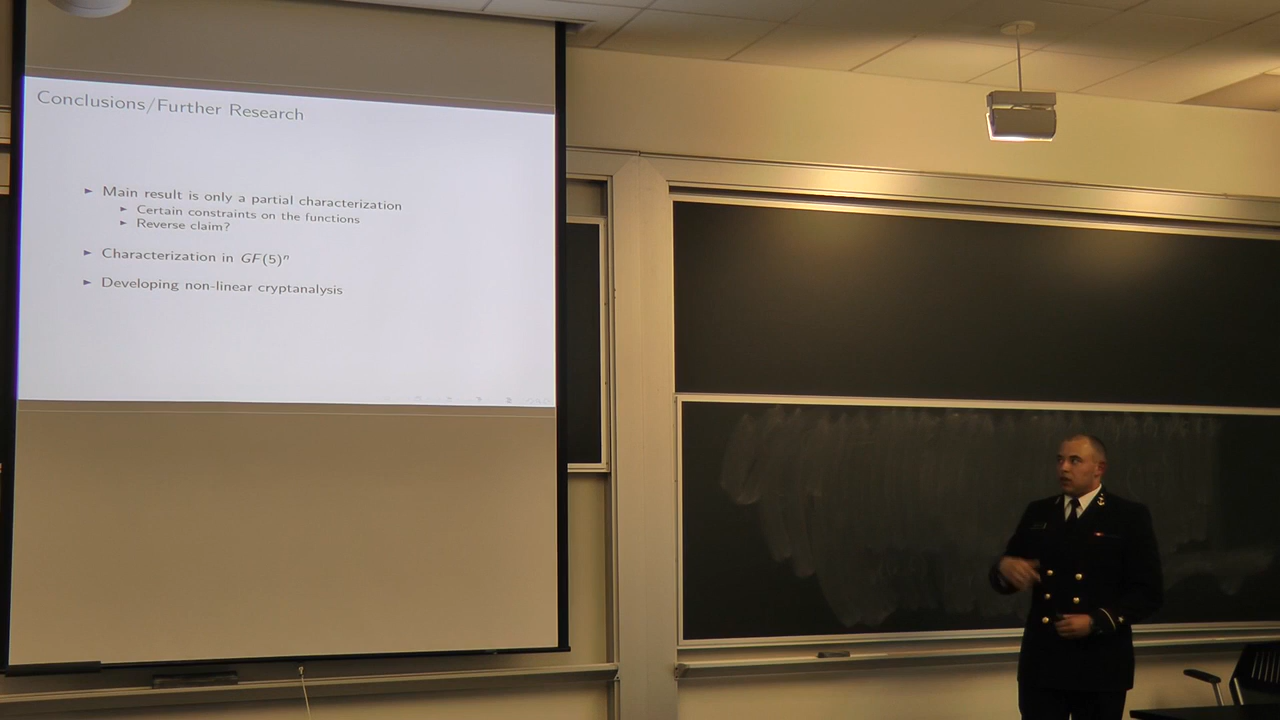 Conclusions/Further Research
► Main result is only a partial characterization
► Certain constraints on the functions
► Reverse claim?
► Characterization in GF(5)ⁿ
► Developing non-linear cryptanalysis